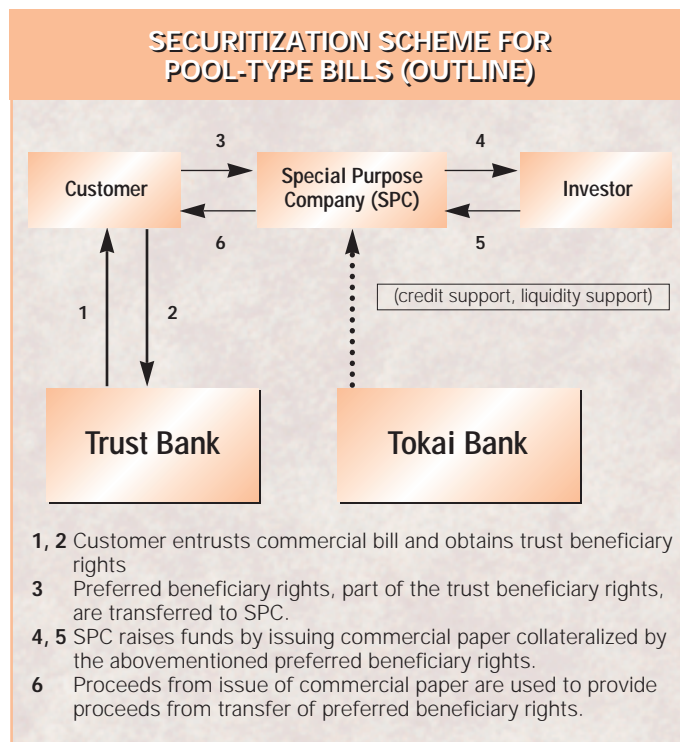 SECURITIZATION SCHEME FOR
POOL-TYPE BILLS (OUTLINE)
3
4
Customer
Special Purpose
Company (SPC)
Investor
6
5
1
2
(credit support, liquidity support)
Trust Bank
Tokai Bank
1, 2 Customer entrusts commercial bill and obtains trust beneficiary
rights
3 Preferred beneficiary rights, part of the trust beneficiary rights,
are transferred to SPC.
4, 5 SPC raises funds by issuing commercial paper collateralized by
the abovementioned preferred beneficiary rights.
6 Proceeds from issue of commercial paper are used to provide
proceeds from transfer of preferred beneficiary rights.